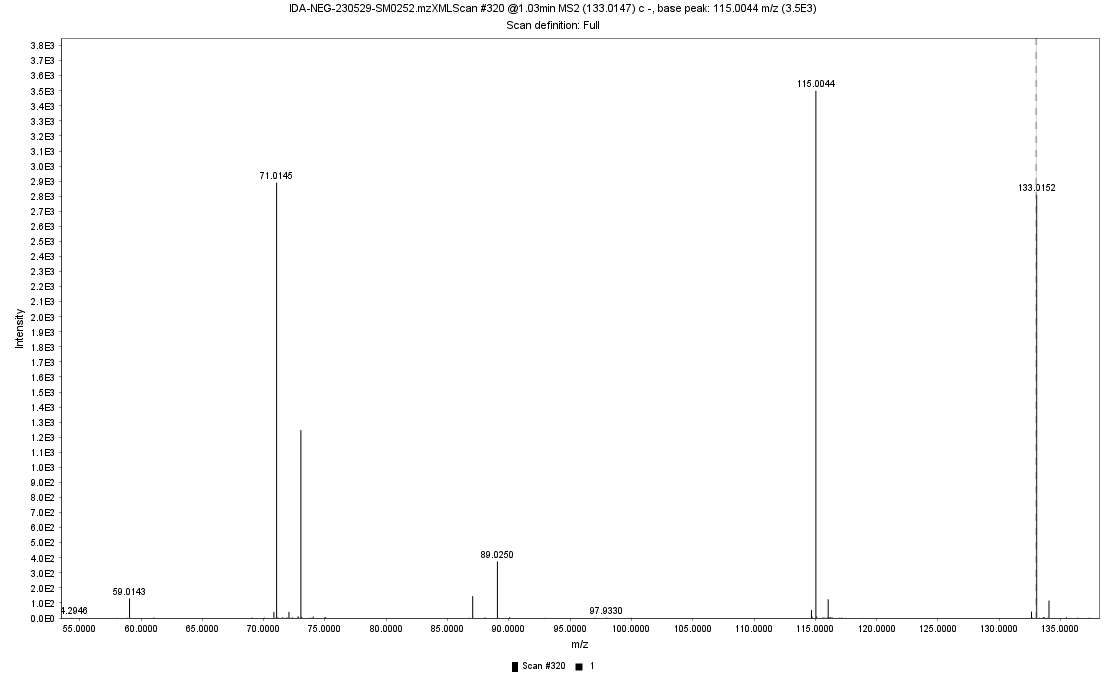 IDA-NEG-230529-SM0252.mzXMLScan #320 @1.03min MS2 (133.0147) c -, base peak: 115.0044 m/z (3.5E3)
Scan definition: Full
3.8E3
3.7E3
3.6E3
3.5E3
3.4E3
3.3E3
3.2E3
3.1E3
3.0E3
2.9E3
2.8E3
2.7E3
2.6E3
2.5E3
2.4E3
2.3E3
2.2E3
2.1E3
2.0E3
1.9E3
1.8E3
1.7E3
1.6E3
1.5E3
1.4E3
1.3E3
1.2E3
1.1E3
1.0E3
9.0E2
8.0E2
7.0E2
6.0E2
5.0E2
4.0E2
3.0E2
2.0E2
1.0E2
0.0E0
Intensity
115.0044
71.0145
133.0152
89.0250
59.0143
4.2946
97.9330
55.0000 60.0000 65.0000 70.0000 75.0000 80.0000 85.0000 90.0000 95.0000 100.0000 105.0000 110.0000 115.0000 120.0000 125.0000 130.0000 135.0000
m/z
Scan #320 1